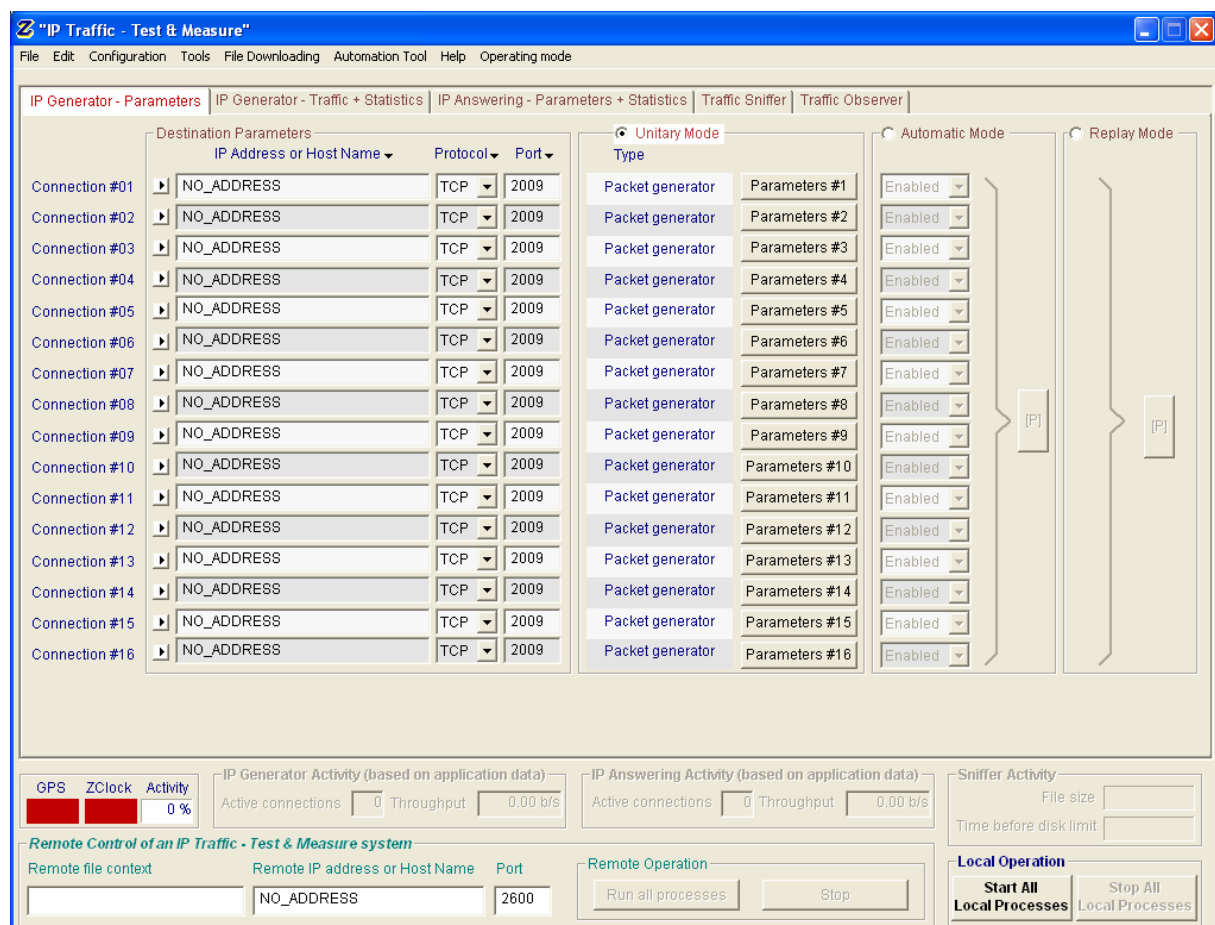 "IP Traffic - Test & Measure"
File Edit Configuration Tools File Downloading Automation Tool Help Operating mode
IP Generator - Parameters IP Generator - Traffic + Statistics IP Answering - Parameters + Statistics Traffic Sniffer Traffic Observer
Destination Parameters Unitary Mode Automatic Mode Replay Mode
IP Address or Host Name Protocol Port Type
Connection #01 NO_ADDRESS TCP 2009 Packet generator Parameters #1 Enabled
Connection #02 NO_ADDRESS TCP 2009 Packet generator Parameters #2 Enabled
Connection #03 NO_ADDRESS TCP 2009 Packet generator Parameters #3 Enabled
Connection #04 NO_ADDRESS TCP 2009 Packet generator Parameters #4 Enabled
Connection #05 NO_ADDRESS TCP 2009 Packet generator Parameters #5 Enabled
Connection #06 NO_ADDRESS TCP 2009 Packet generator Parameters #6 Enabled
Connection #07 NO_ADDRESS TCP 2009 Packet generator Parameters #7 Enabled
Connection #08 NO_ADDRESS TCP 2009 Packet generator Parameters #8 Enabled [P] [P]
Connection #09 NO_ADDRESS TCP 2009 Packet generator Parameters #9 Enabled
Connection #10 NO_ADDRESS TCP 2009 Packet generator Parameters #10 Enabled
Connection #11 NO_ADDRESS TCP 2009 Packet generator Parameters #11 Enabled
Connection #12 NO_ADDRESS TCP 2009 Packet generator Parameters #12 Enabled
Connection #13 NO_ADDRESS TCP 2009 Packet generator Parameters #13 Enabled
Connection #14 NO_ADDRESS TCP 2009 Packet generator Parameters #14 Enabled
Connection #15 NO_ADDRESS TCP 2009 Packet generator Parameters #15 Enabled
Connection #16 NO_ADDRESS TCP 2009 Packet generator Parameters #16 Enabled
GPS ZClock Activity
0 %
IP Generator Activity (based on application data)
Active connections 0 Throughput 0.00 b/s
IP Answering Activity (based on application data)
Active connections 0 Throughput 0.00 b/s
Sniffer Activity
File size
Time before disk limit
Remote Control of an IP Traffic - Test & Measure system
Remote file context Remote IP address or Host Name Port
NO_ADDRESS 2600
Remote Operation
Run all processes Stop
Local Operation
Start All Local Processes
Stop All Local Processes